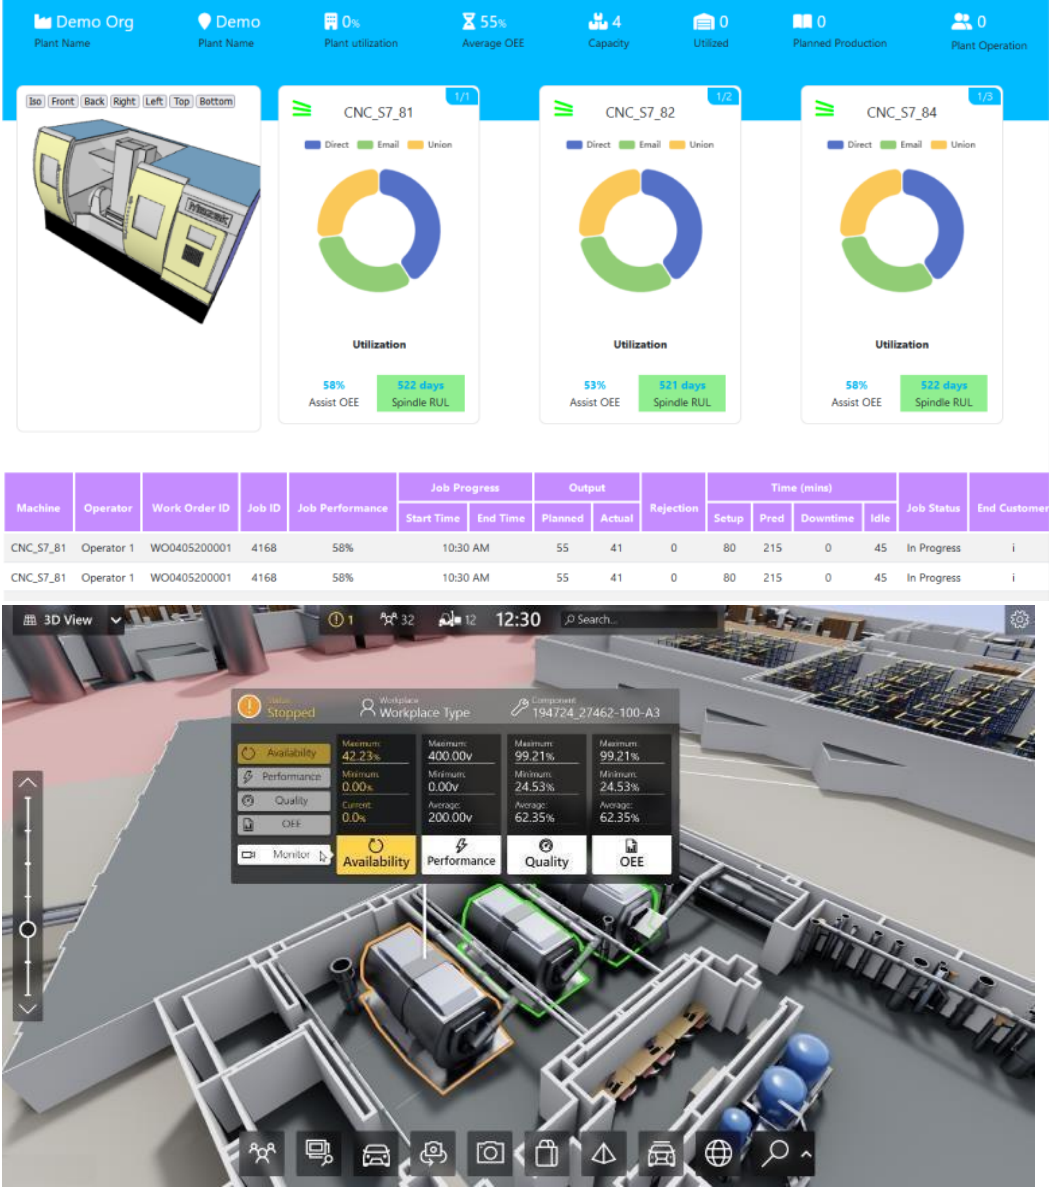 Demo Org
Plant Name
Demo
Plant Name
0%
Plant utilization
55%
Average OEE
4
Capacity
0
Utilized
0
Planned Production
0
Plant Operation
Iso Front Back Right Left Top Bottom
1/1
CNC_S7_81
Direct Email Union
Utilization
58%
Assist OEE
522 days
Spindle RUL
1/2
CNC_S7_82
Direct Email Union
Utilization
53%
Assist OEE
521 days
Spindle RUL
1/3
CNC_S7_84
Direct Email Union
Utilization
58%
Assist OEE
522 days
Spindle RUL
Machine Operator Work Order ID Job ID Job Performance Job Progress Output Rejection Time (mins) Job Status End Customer
Start Time End Time Planned Actual Setup Pred Downtime Idle
CNC_S7_81 Operator 1 WO0405200001 4168 58% 10:30 AM 55 41 0 80 215 0 45 In Progress i
CNC_S7_81 Operator 1 WO0405200001 4168 58% 10:30 AM 55 41 0 80 215 0 45 In Progress i
3D View
1 32 12 12:30 Search...
Status
Stopped
Workplace
Workplace Type
Component
194724_27462-100-A3
Availability
Performance
Quality
OEE
Monitor
Maximum:
42.23%
Minimum:
0.00%
Current:
0.0%
Availability
Maximum:
400.00v
Minimum:
0.00v
Average:
200.00v
Performance
Maximum:
99.21%
Minimum:
24.53%
Average:
62.35%
Quality
Maximum:
99.21%
Minimum:
24.53%
Average:
62.35%
OEE